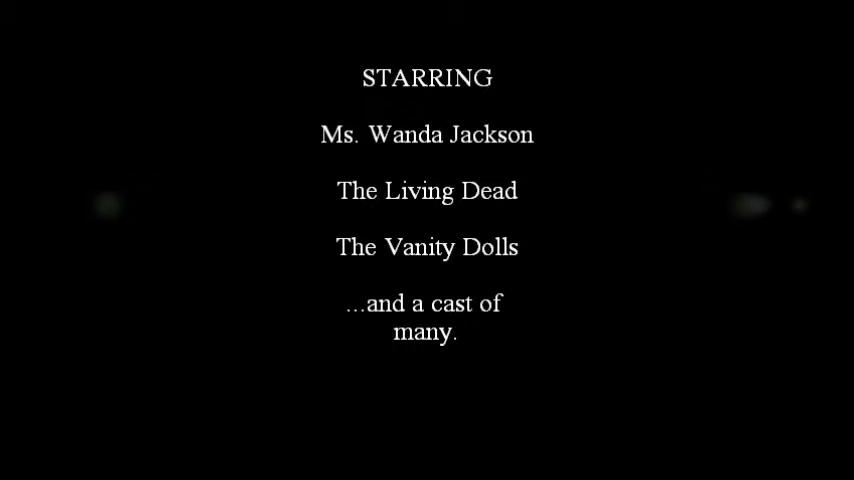 STARRING
Ms. Wanda Jackson
The Living Dead
The Vanity Dolls
...and a cast of
many.